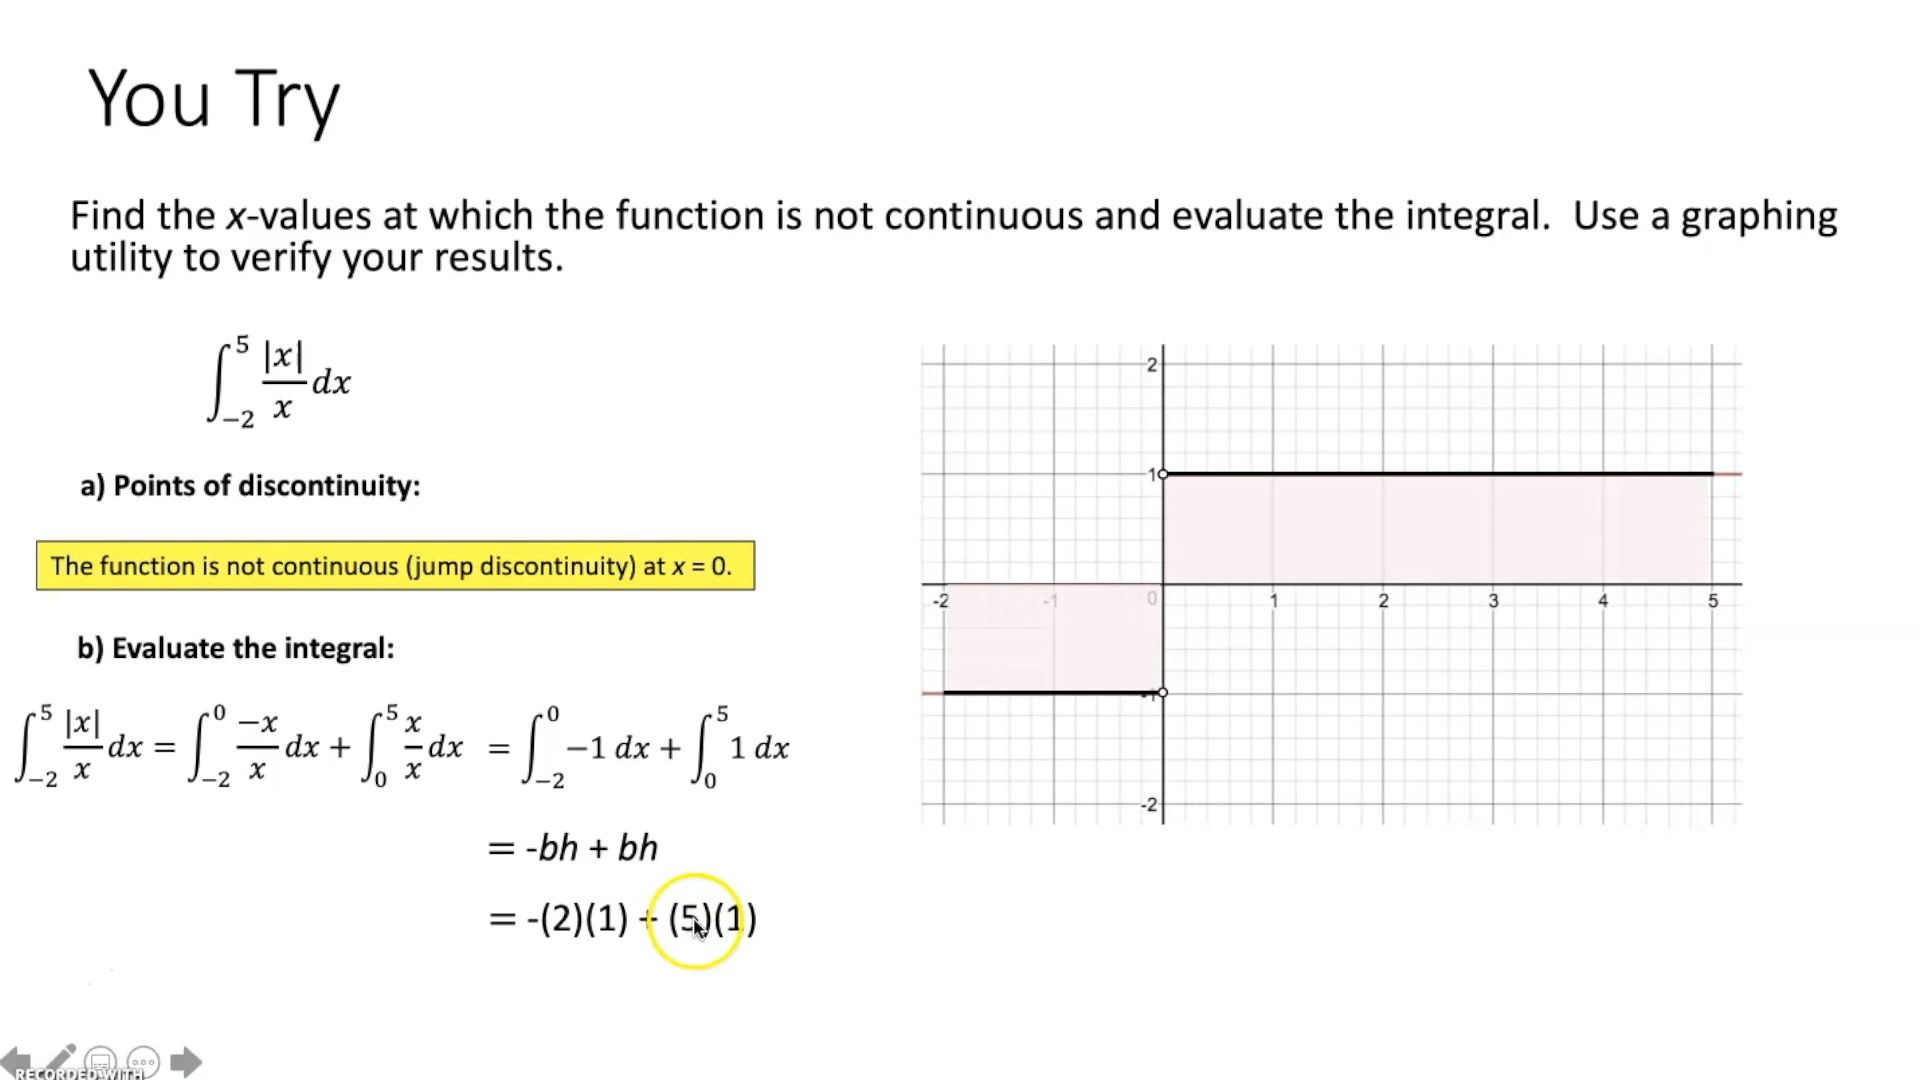 You Try
Find the x-values at which the function is not continuous and evaluate the integral. Use a graphing
utility to verify your results.
∫_{−2}^{5} |x|/x dx
a) Points of discontinuity:
The function is not continuous (jump discontinuity) at x = 0.
b) Evaluate the integral:
∫_{−2}^{5} |x|/x dx = ∫_{−2}^{0} −x/x dx + ∫_{0}^{5} x/x dx = ∫_{−2}^{0} −1 dx + ∫_{0}^{5} 1 dx
= -bh + bh
= -(2)(1) + (5)(1)
2
1
-2 -1 0 1 2 3 4 5
-1
-2
RECORDED WITH